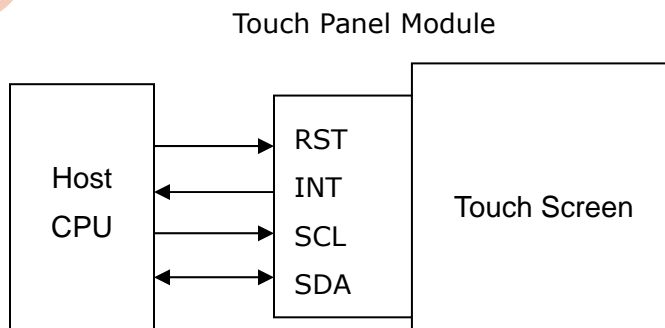 Touch Panel Module
Host
CPU
RST
INT
SCL
SDA
Touch Screen